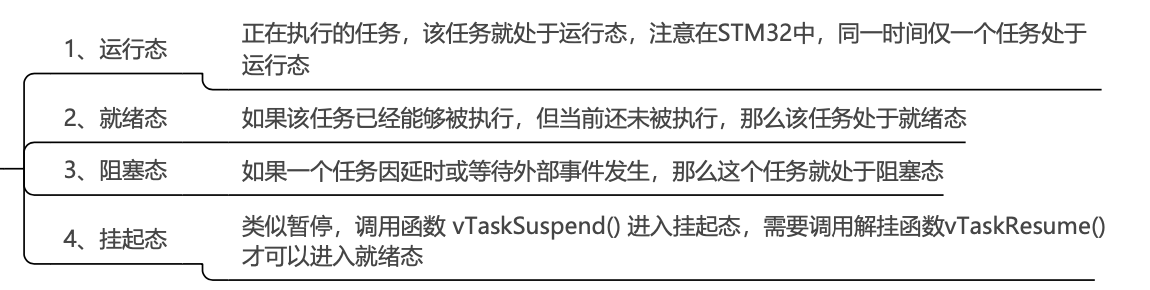 1、运行态
正在执行的任务，该任务就处于运行态，注意在STM32中，同一时间仅一个任务处于
运行态
2、就绪态
如果该任务已经能够被执行，但当前还未被执行，那么该任务处于就绪态
3、阻塞态
如果一个任务因延时或等待外部事件发生，那么这个任务就处于阻塞态
4、挂起态
类似暂停，调用函数 vTaskSuspend() 进入挂起态，需要调用解挂函数vTaskResume()
才可以进入就绪态